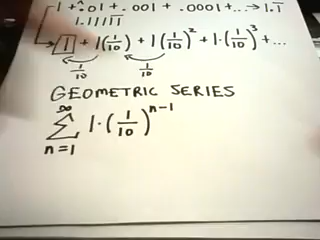 1 + .01 + .001 + .0001 + ... → 1.1̅
1.11111̅
1 + 1(1/10) + 1(1/10)² + 1·(1/10)³ + ...
1/10 1/10
GEOMETRIC SERIES
∞
∑ 1·(1/10)ⁿ⁻¹
n=1